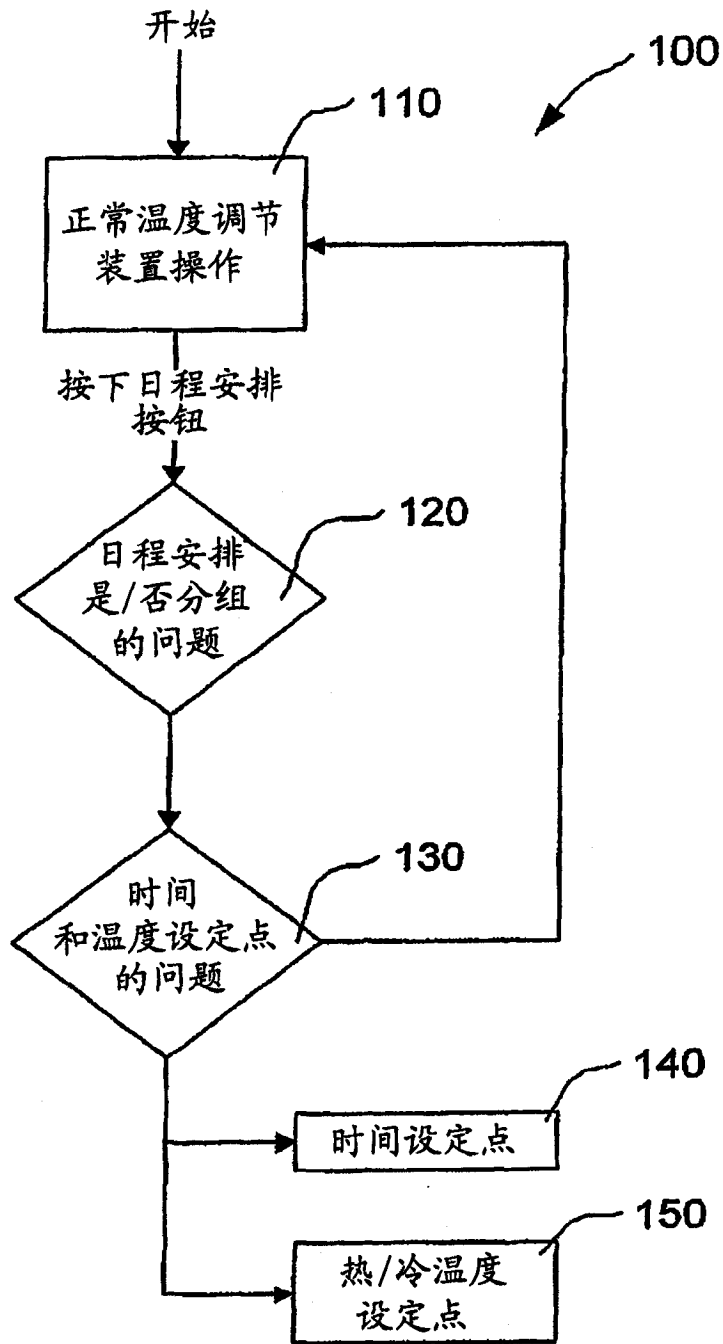 开始
100
110
正常温度调节
装置操作
按下日程安排
按钮
120
日程安排
是/否分组
的问题
130
时间
和温度设定点
的问题
140
时间设定点
150
热/冷温度
设定点